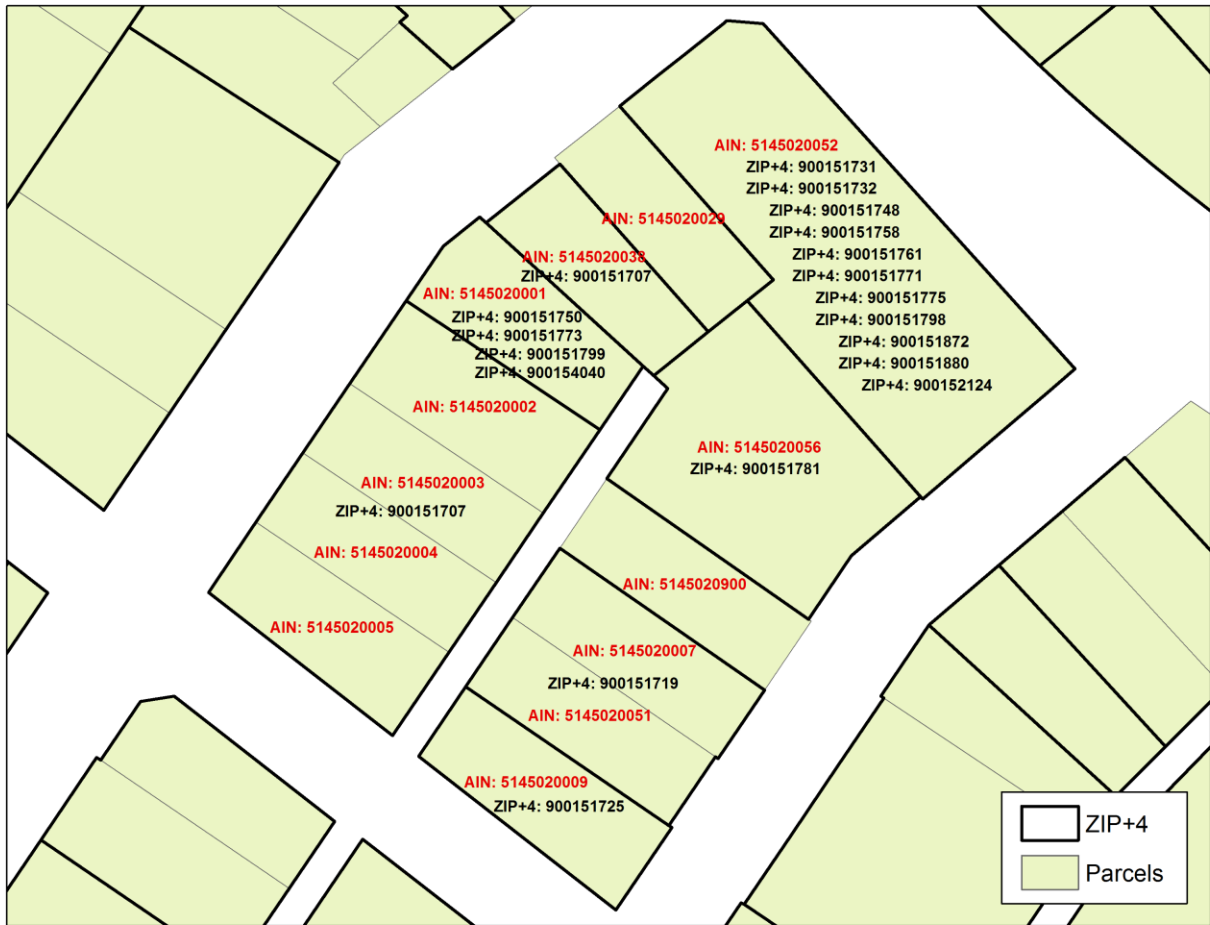 AIN: 5145020052
ZIP+4: 900151731
ZIP+4: 900151732
ZIP+4: 900151748
ZIP+4: 900151758
ZIP+4: 900151761
ZIP+4: 900151771
ZIP+4: 900151775
ZIP+4: 900151798
ZIP+4: 900151872
ZIP+4: 900151880
ZIP+4: 900152124
AIN: 5145020029
AIN: 5145020038
ZIP+4: 900151707
AIN: 5145020001
ZIP+4: 900151750
ZIP+4: 900151773
ZIP+4: 900151799
ZIP+4: 900154040
AIN: 5145020002
AIN: 5145020003
ZIP+4: 900151707
AIN: 5145020004
AIN: 5145020005
AIN: 5145020056
ZIP+4: 900151781
AIN: 5145020900
AIN: 5145020007
ZIP+4: 900151719
AIN: 5145020051
AIN: 5145020009
ZIP+4: 900151725
ZIP+4
Parcels